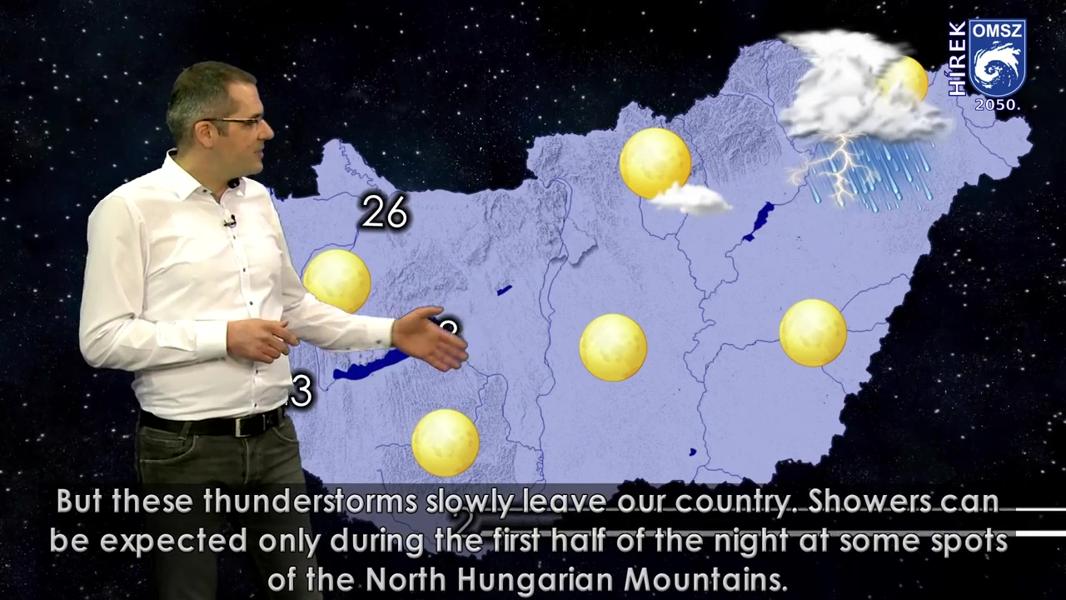 HÍREK
OMSZ
2050.
26
3
But these thunderstorms slowly leave our country. Showers can
be expected only during the first half of the night at some spots
of the North Hungarian Mountains.